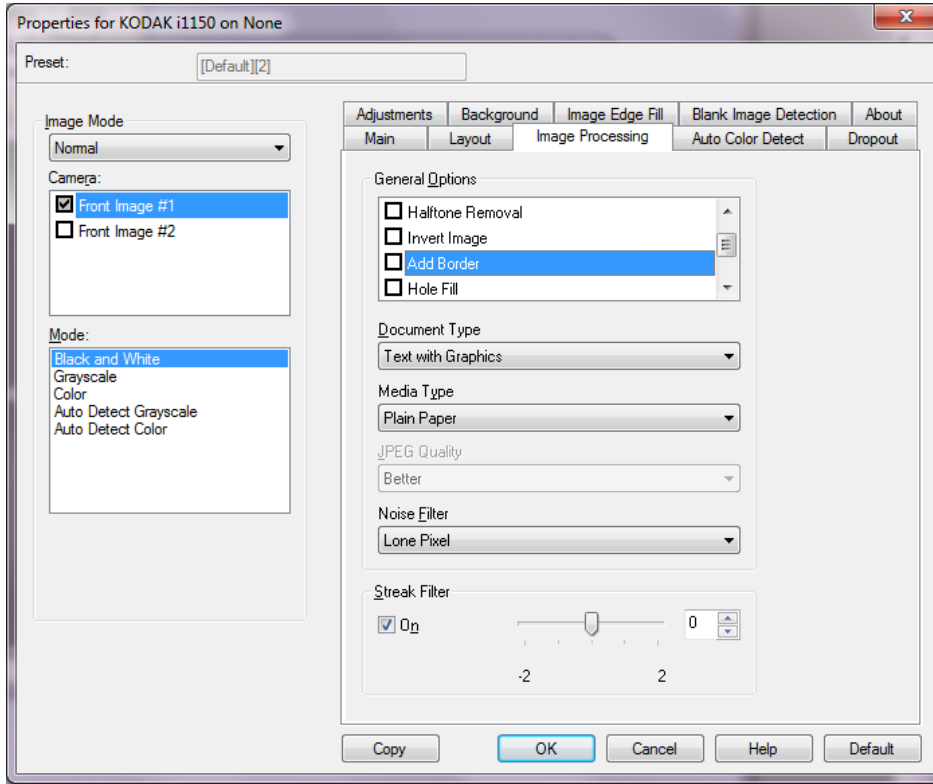 Properties for KODAK i1150 on None
Preset:
[Default][2]
Image Mode
Normal
Camera:
Front Image #1
Front Image #2
Mode:
Black and White
Grayscale
Color
Auto Detect Grayscale
Auto Detect Color
Adjustments Background Image Edge Fill Blank Image Detection About
Main Layout Image Processing Auto Color Detect Dropout
General Options
Halftone Removal
Invert Image
Add Border
Hole Fill
Document Type
Text with Graphics
Media Type
Plain Paper
JPEG Quality
Better
Noise Filter
Lone Pixel
Streak Filter
On
0
-2 2
Copy OK Cancel Help Default